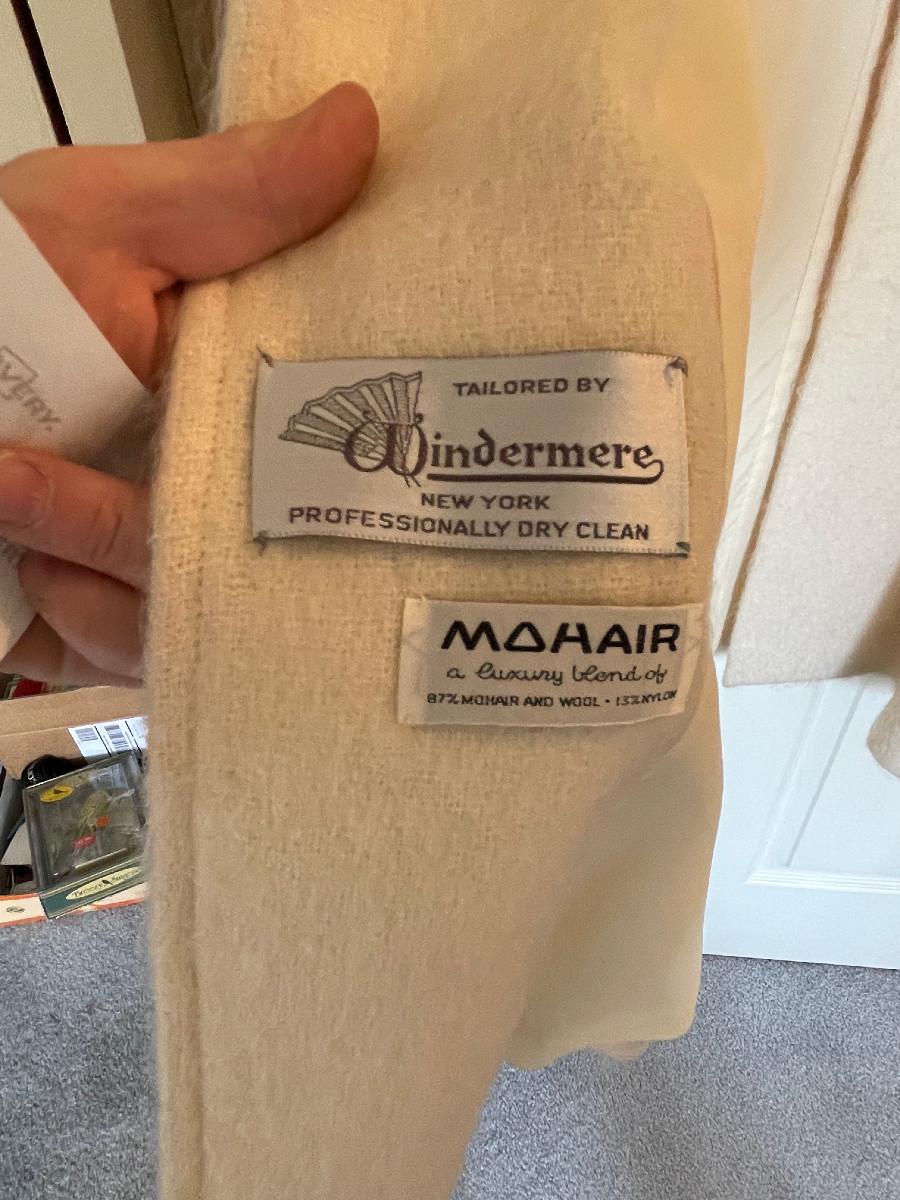 TAILORED BY
Windermere
NEW YORK
PROFESSIONALLY DRY CLEAN
MOHAIR
a luxury blend of
87% MOHAIR AND WOOL • 13% NYLON